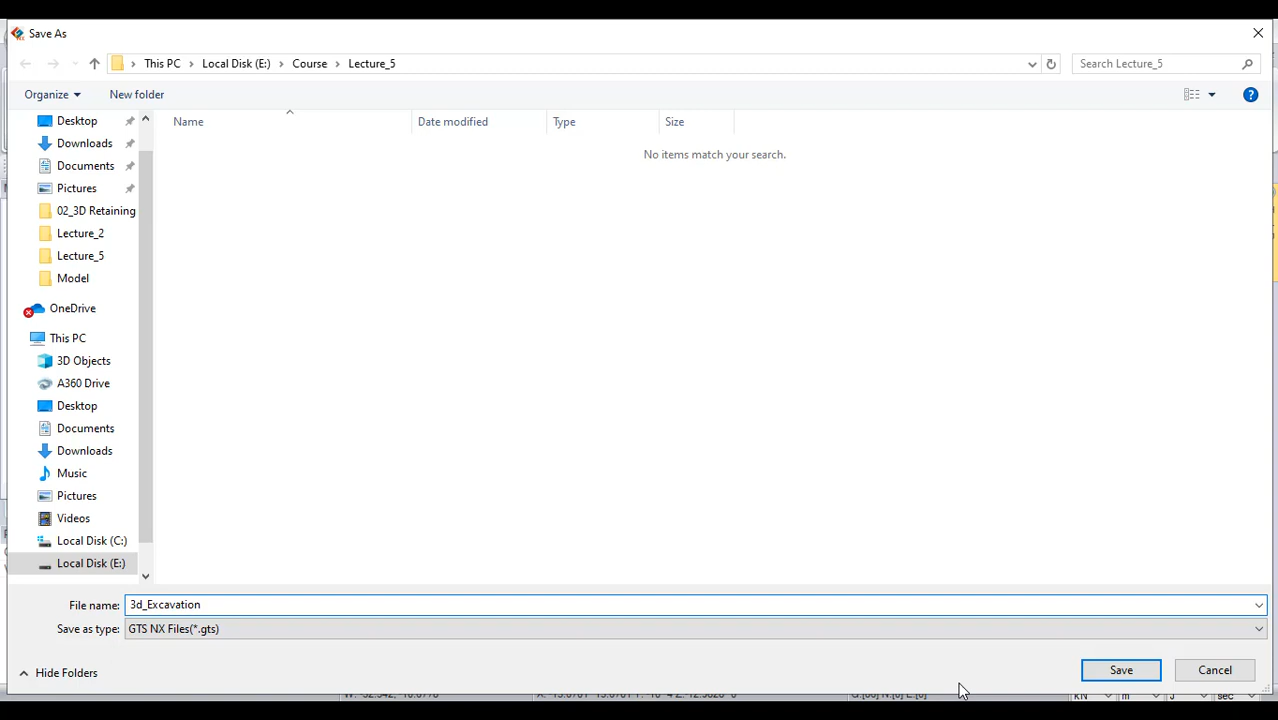 Save As
This PC > Local Disk (E:) > Course > Lecture_5
Search Lecture_5
Organize
New folder
Name
Date modified
Type
Size
No items match your search.
Desktop
Downloads
Documents
Pictures
02_3D Retaining
Lecture_2
Lecture_5
Model
OneDrive
This PC
3D Objects
A360 Drive
Desktop
Documents
Downloads
Music
Pictures
Videos
Local Disk (C:)
Local Disk (E:)
File name: 3d_Excavation
Save as type: GTS NX Files(*.gts)
Hide Folders
Save
Cancel
kN
m
J
sec